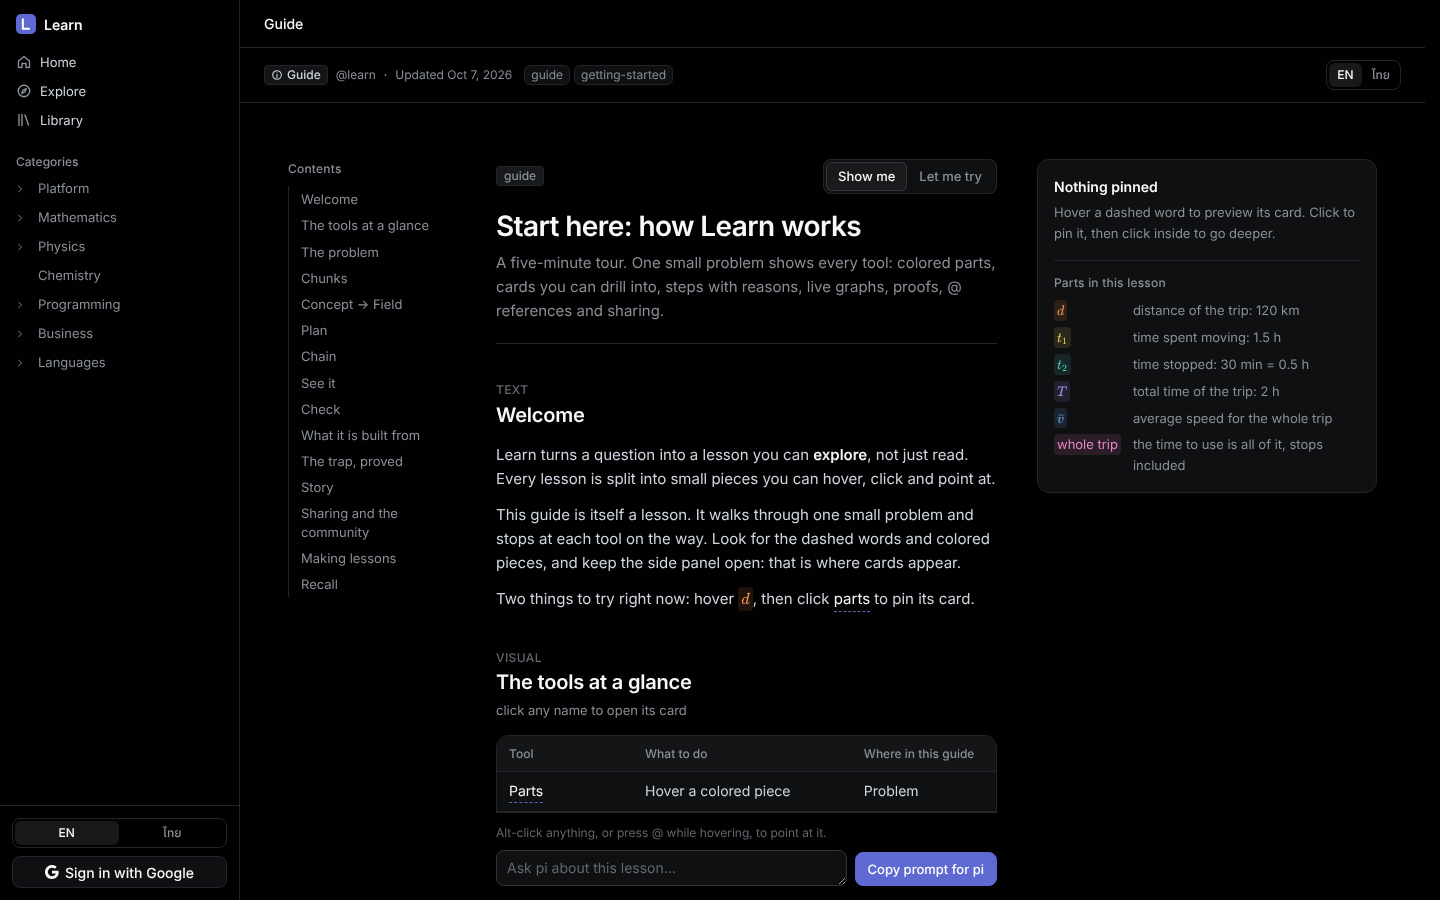 L Learn
Home
Explore
Library
Categories
Platform
Mathematics
Physics
Chemistry
Programming
Business
Languages
EN
ไทย
Sign in with Google
Guide
Guide @learn · Updated Oct 7, 2026 guide getting-started
EN ไทย
Contents
Welcome
The tools at a glance
The problem
Chunks
Concept → Field
Plan
Chain
See it
Check
What it is built from
The trap, proved
Story
Sharing and the
community
Making lessons
Recall
guide
Show me Let me try
Start here: how Learn works
A five-minute tour. One small problem shows every tool: colored parts,
cards you can drill into, steps with reasons, live graphs, proofs, @
references and sharing.
TEXT
Welcome
Learn turns a question into a lesson you can explore, not just read.
Every lesson is split into small pieces you can hover, click and point at.
This guide is itself a lesson. It walks through one small problem and
stops at each tool on the way. Look for the dashed words and colored
pieces, and keep the side panel open: that is where cards appear.
Two things to try right now: hover d, then click parts to pin its card.
VISUAL
The tools at a glance
click any name to open its card
Tool What to do Where in this guide
Parts Hover a colored piece Problem
Alt-click anything, or press @ while hovering, to point at it.
Ask pi about this lesson...
Copy prompt for pi
Nothing pinned
Hover a dashed word to preview its card. Click to
pin it, then click inside to go deeper.
Parts in this lesson
d distance of the trip: 120 km
t₁ time spent moving: 1.5 h
t₂ time stopped: 30 min = 0.5 h
T total time of the trip: 2 h
v̄ average speed for the whole trip
whole trip the time to use is all of it, stops
included